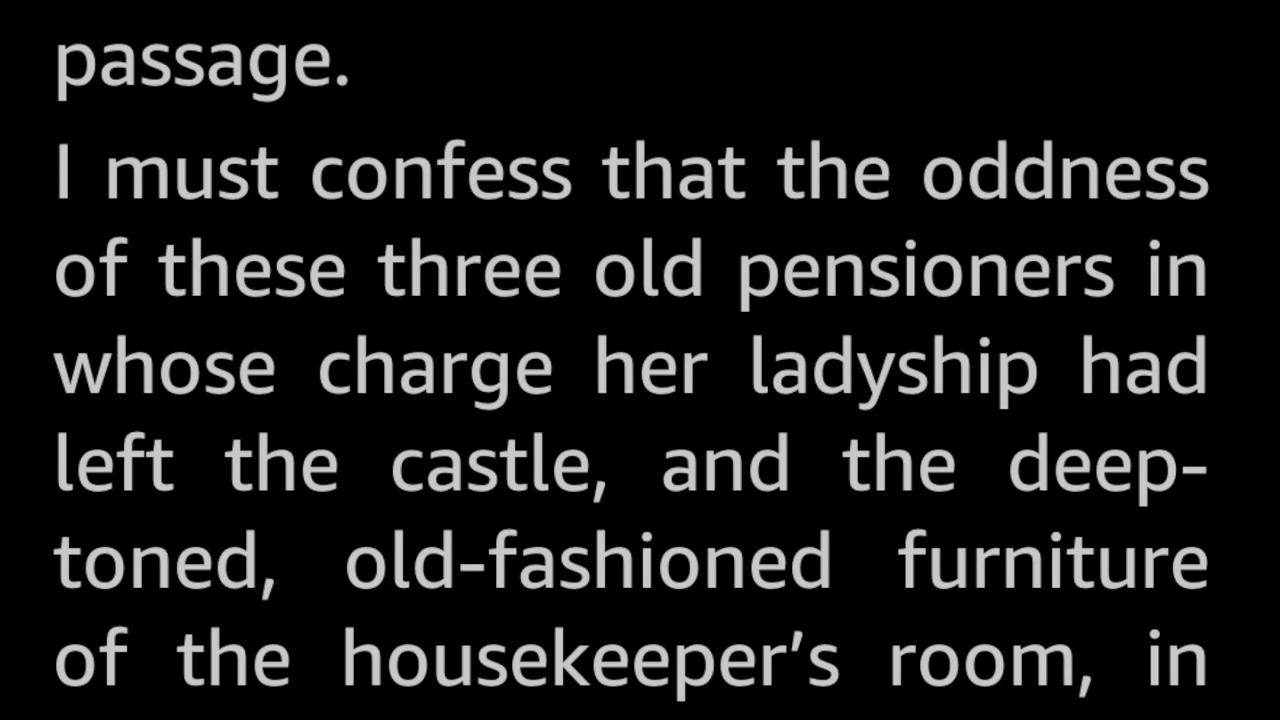 passage.
I must confess that the oddness
of these three old pensioners in
whose charge her ladyship had
left the castle, and the deep-
toned, old-fashioned furniture
of the housekeeper’s room, in